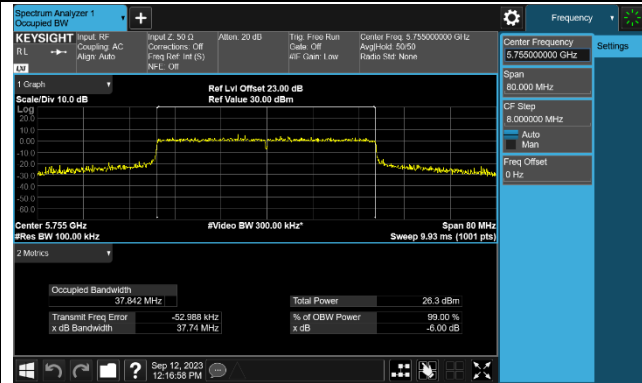 Spectrum Analyzer 1
Occupied BW
Frequency
KEYSIGHT
RL
LXI
Input: RF
Coupling: AC
Align: Auto
Input Z: 50 Ω
Corrections: Off
Freq Ref: Int (S)
NFE: Off
Atten: 20 dB
Trig: Free Run
Gate: Off
#IF Gain: Low
Center Freq: 5.755000000 GHz
Avg|Hold: 50/50
Radio Std: None
Center Frequency
5.755000000 GHz
Settings
Span
80.000 MHz
CF Step
8.000000 MHz
Auto
Man
Freq Offset
0 Hz
1 Graph
Scale/Div 10.0 dB
Ref Lvl Offset 23.00 dB
Ref Value 30.00 dBm
Log
20.0
10.0
0.00
-10.0
-20.0
-30.0
-40.0
-50.0
-60.0
Center 5.755 GHz
#Res BW 100.00 kHz
#Video BW 300.00 kHz*
Span 80 MHz
Sweep 9.93 ms (1001 pts)
2 Metrics
Occupied Bandwidth
37.842 MHz
Total Power 26.3 dBm
Transmit Freq Error -52.988 kHz
% of OBW Power 99.00 %
x dB Bandwidth 37.74 MHz
x dB -6.00 dB
?
Sep 12, 2023
12:16:58 PM